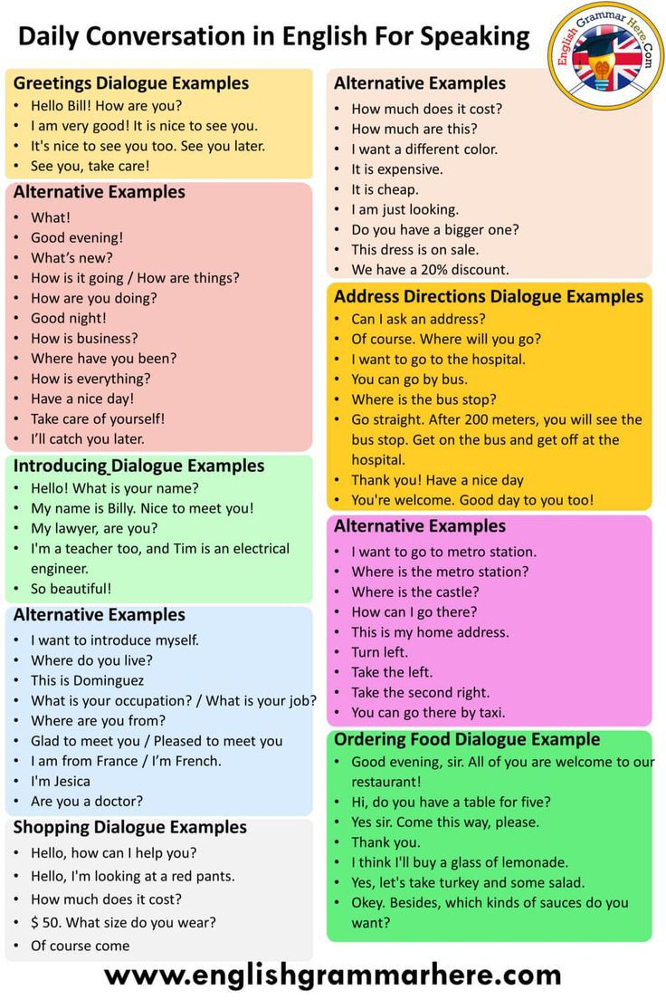 Daily Conversation in English For Speaking
English Grammar Here.Com
Greetings Dialogue Examples
• Hello Bill! How are you?
• I am very good! It is nice to see you.
• It's nice to see you too. See you later.
• See you, take care!
Alternative Examples
• What!
• Good evening!
• What’s new?
• How is it going / How are things?
• How are you doing?
• Good night!
• How is business?
• Where have you been?
• How is everything?
• Have a nice day!
• Take care of yourself!
• I’ll catch you later.
Introducing Dialogue Examples
• Hello! What is your name?
• My name is Billy. Nice to meet you!
• My lawyer, are you?
• I'm a teacher too, and Tim is an electrical
engineer.
• So beautiful!
Alternative Examples
• I want to introduce myself.
• Where do you live?
• This is Dominguez
• What is your occupation? / What is your job?
• Where are you from?
• Glad to meet you / Pleased to meet you
• I am from France / I’m French.
• I'm Jesica
• Are you a doctor?
Shopping Dialogue Examples
• Hello, how can I help you?
• Hello, I'm looking at a red pants.
• How much does it cost?
• $ 50. What size do you wear?
• Of course come
Alternative Examples
• How much does it cost?
• How much are this?
• I want a different color.
• It is expensive.
• It is cheap.
• I am just looking.
• Do you have a bigger one?
• This dress is on sale.
• We have a 20% discount.
Address Directions Dialogue Examples
• Can I ask an address?
• Of course. Where will you go?
• I want to go to the hospital.
• You can go by bus.
• Where is the bus stop?
• Go straight. After 200 meters, you will see the
bus stop. Get on the bus and get off at the
hospital.
• Thank you! Have a nice day
• You're welcome. Good day to you too!
Alternative Examples
• I want to go to metro station.
• Where is the metro station?
• Where is the castle?
• How can I go there?
• This is my home address.
• Turn left.
• Take the left.
• Take the second right.
• You can go there by taxi.
Ordering Food Dialogue Example
• Good evening, sir. All of you are welcome to our
restaurant!
• Hi, do you have a table for five?
• Yes sir. Come this way, please.
• Thank you.
• I think I'll buy a glass of lemonade.
• Yes, let's take turkey and some salad.
• Okey. Besides, which kinds of sauces do you
want?
www.englishgrammarhere.com